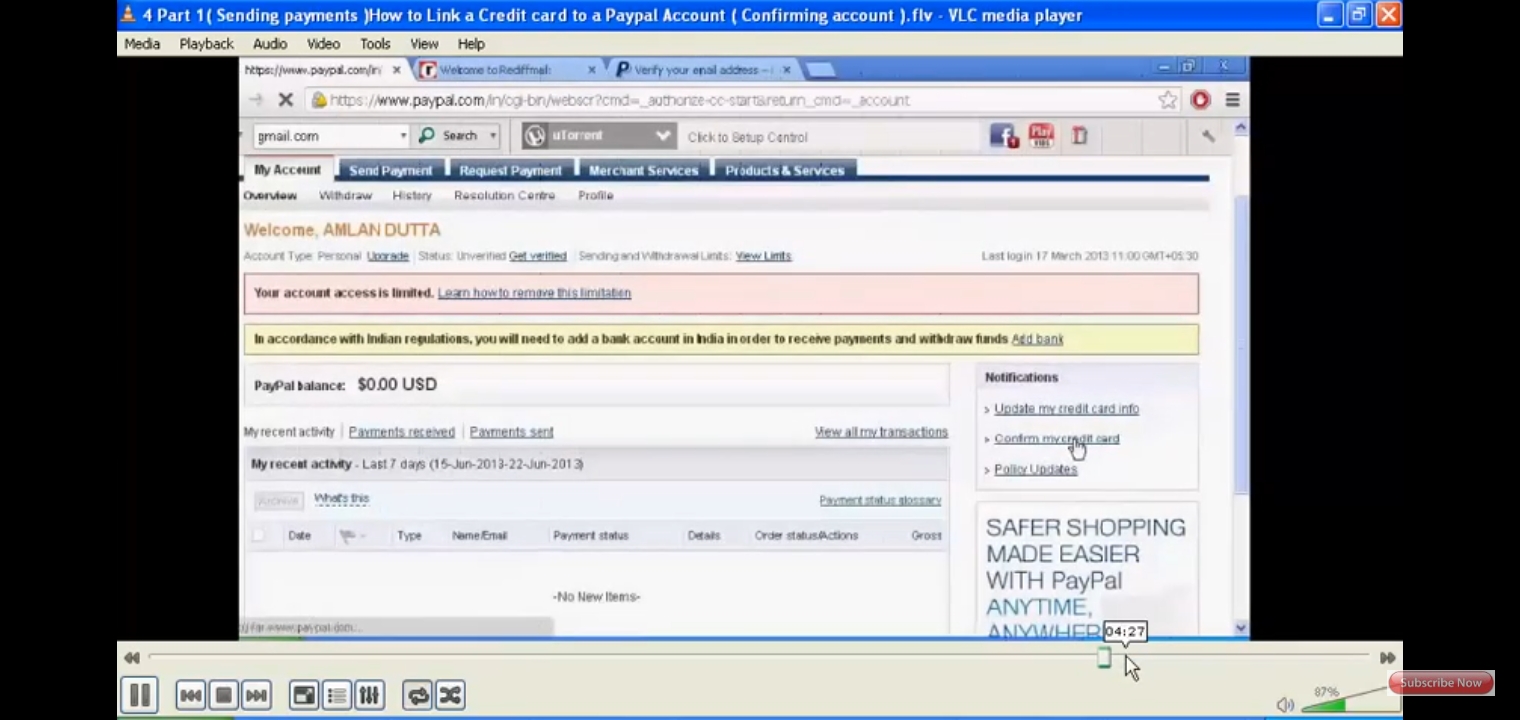 4 Part 1( Sending payments )How to Link a Credit card to a Paypal Account ( Confirming account ).flv - VLC media player
Media Playback Audio Video Tools View Help
https://www.paypal.com/in/ Welcome to Rediffmail: Verify your email address –
https://www.paypal.com/in/cgi-bin/webscr?cmd=_authorize-cc-start&return_cmd=_account
gmail.com Search uTorrent Click to Setup Control
My Account Send Payment Request Payment Merchant Services Products & Services
Overview Withdraw History Resolution Centre Profile
Welcome, AMLAN DUTTA
Account Type: Personal Upgrade Status: Unverified Get verified Sending and Withdrawal Limits: View Limits Last login 17 March 2013 11:00 GMT+05:30
Your account access is limited. Learn how to remove this limitation
In accordance with Indian regulations, you will need to add a bank account in India in order to receive payments and withdraw funds Add bank
PayPal balance: $0.00 USD
Notifications
> Update my credit card info
> Confirm my credit card
> Policy Updates
My recent activity Payments received Payments sent View all my transactions
My recent activity - Last 7 days (15-Jun-2013-22-Jun-2013)
Archive What's this Payment status glossary
Date Type Name/Email Payment status Details Order status/Actions Gross
-No New Items-
SAFER SHOPPING
MADE EASIER
WITH PayPal
ANYTIME,
ANYWHER
04:27
87%
Subscribe Now